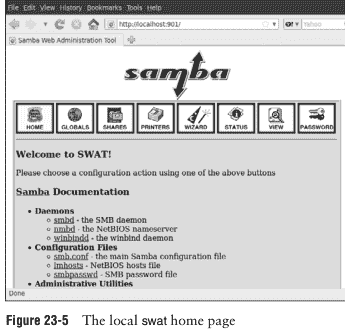 File Edit View History Bookmarks Tools Help
http://localhost:901/
Yahoo
Samba Web Administration Tool
samba
HOME GLOBALS SHARES PRINTERS WIZARD STATUS VIEW PASSWORD
Welcome to SWAT!
Please choose a configuration action using one of the above buttons
Samba Documentation
• Daemons
○ smbd - the SMB daemon
○ nmbd - the NetBIOS nameserver
○ winbindd - the winbind daemon
• Configuration Files
○ smb.conf - the main Samba configuration file
○ lmhosts - NetBIOS hosts file
○ smbpasswd - SMB password file
• Administrative Utilities
Done
Figure 23-5 The local swat home page